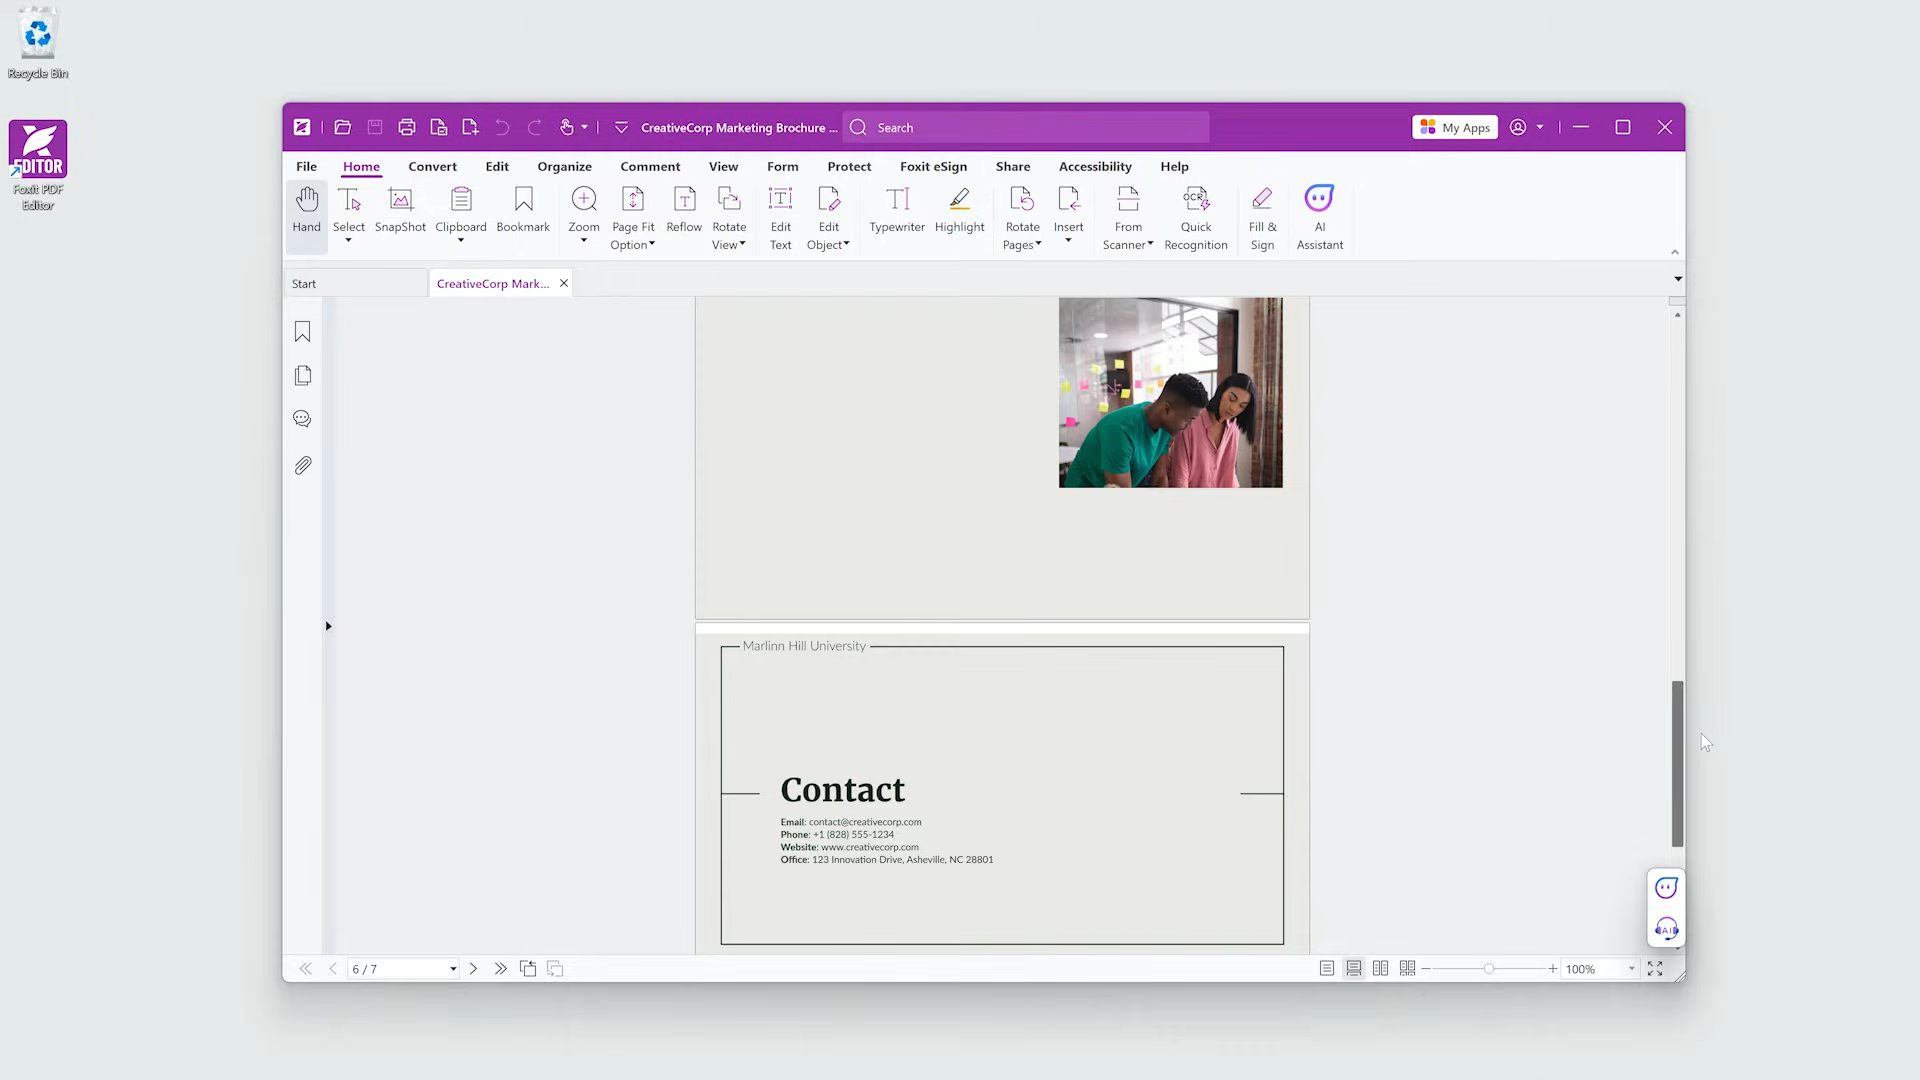 Recycle Bin
EDITOR
Foxit PDF
Editor
CreativeCorp Marketing Brochure ...
Search
My Apps
File Home Convert Edit Organize Comment View Form Protect Foxit eSign Share Accessibility Help
Hand
Select
SnapShot
Clipboard
Bookmark
Zoom
Page Fit
Option
Reflow
Rotate
View
Edit
Text
Edit
Object
Typewriter
Highlight
Rotate
Pages
Insert
From
Scanner
OCR
Quick
Recognition
Fill &
Sign
AI
Assistant
Start
CreativeCorp Mark...
Marlinn Hill University
Contact
Email: contact@creativecorp.com
Phone: +1 (828) 555-1234
Website: www.creativecorp.com
Office: 123 Innovation Drive, Asheville, NC 28801
AI
6 / 7
100%